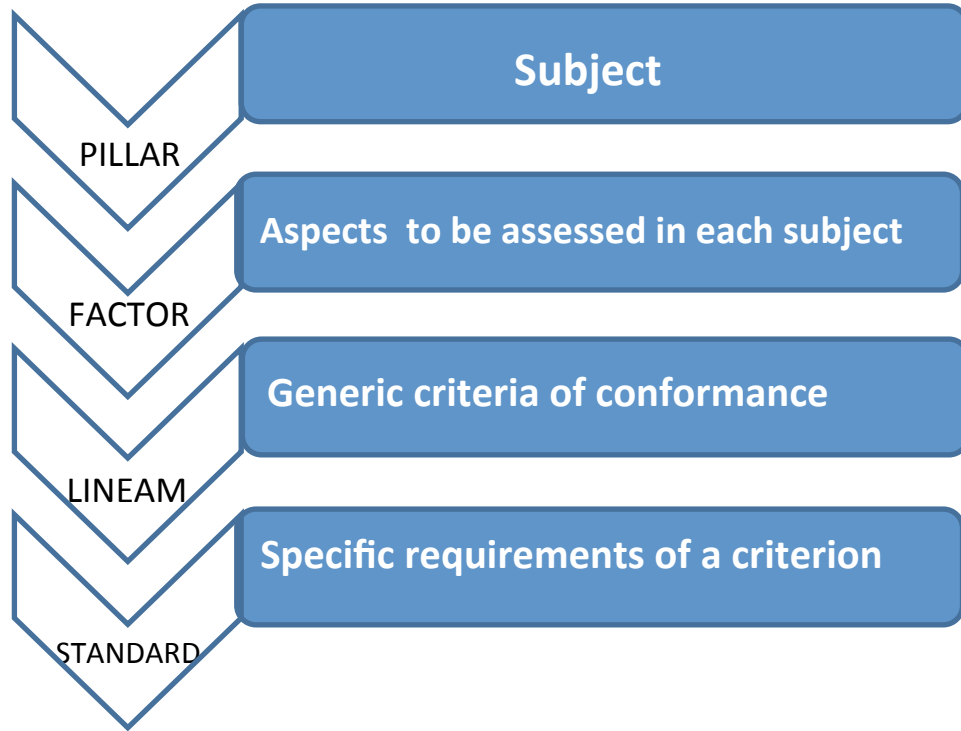 Subject
PILLAR
Aspects to be assessed in each subject
FACTOR
Generic criteria of conformance
LINEAM
Specific requirements of a criterion
STANDARD